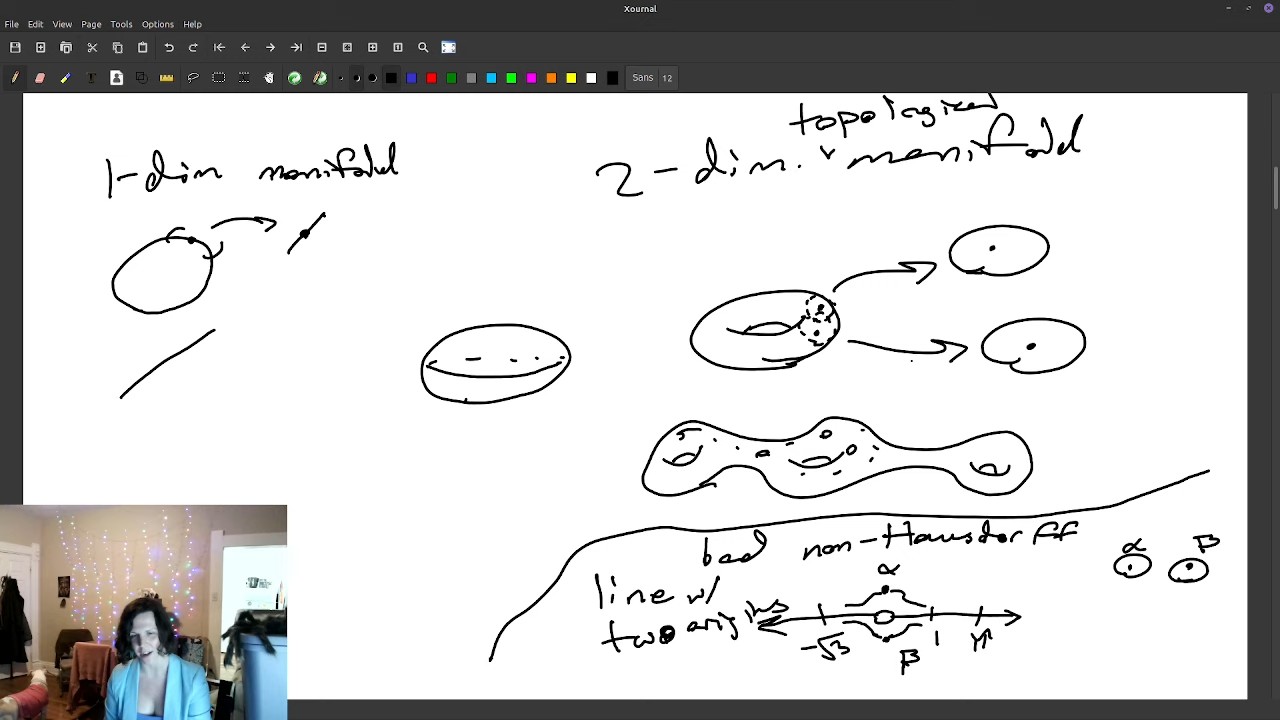 Xournal
File Edit View Page Tools Options Help
Sans 12
topological
1-dim manifold
2-dim. manifold
bad non-Hausdorff
α β
line w/
two origins
α
-√3 β 1 π